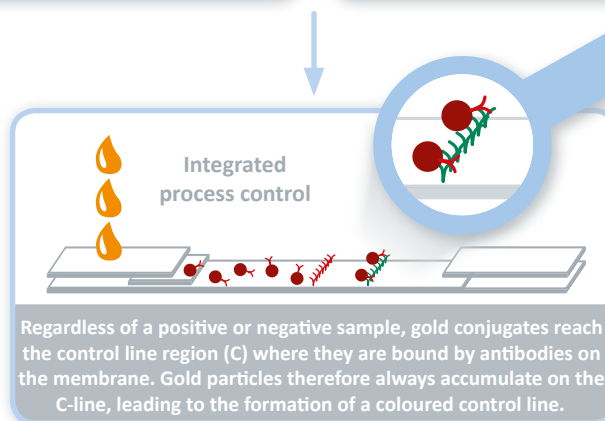 Integrated
process control
Regardless of a positive or negative sample, gold conjugates reach
the control line region (C) where they are bound by antibodies on
the membrane. Gold particles therefore always accumulate on the
C-line, leading to the formation of a coloured control line.